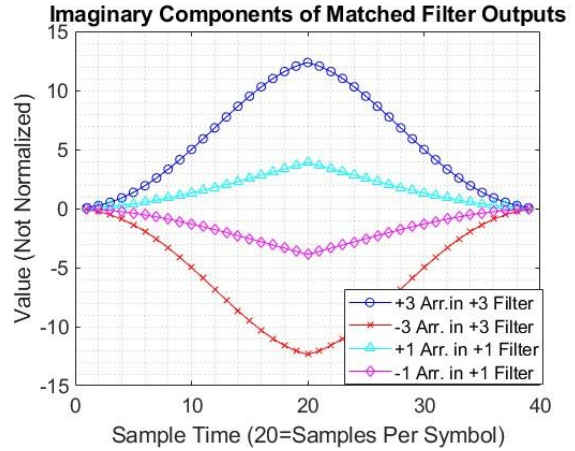 Imaginary Components of Matched Filter Outputs
15
10
5
0
-5
-10
-15
Value (Not Normalized)
+3 Arr.in +3 Filter
-3 Arr. in +3 Filter
+1 Arr. in +1 Filter
-1 Arr. in +1 Filter
0
10
20
30
40
Sample Time (20=Samples Per Symbol)